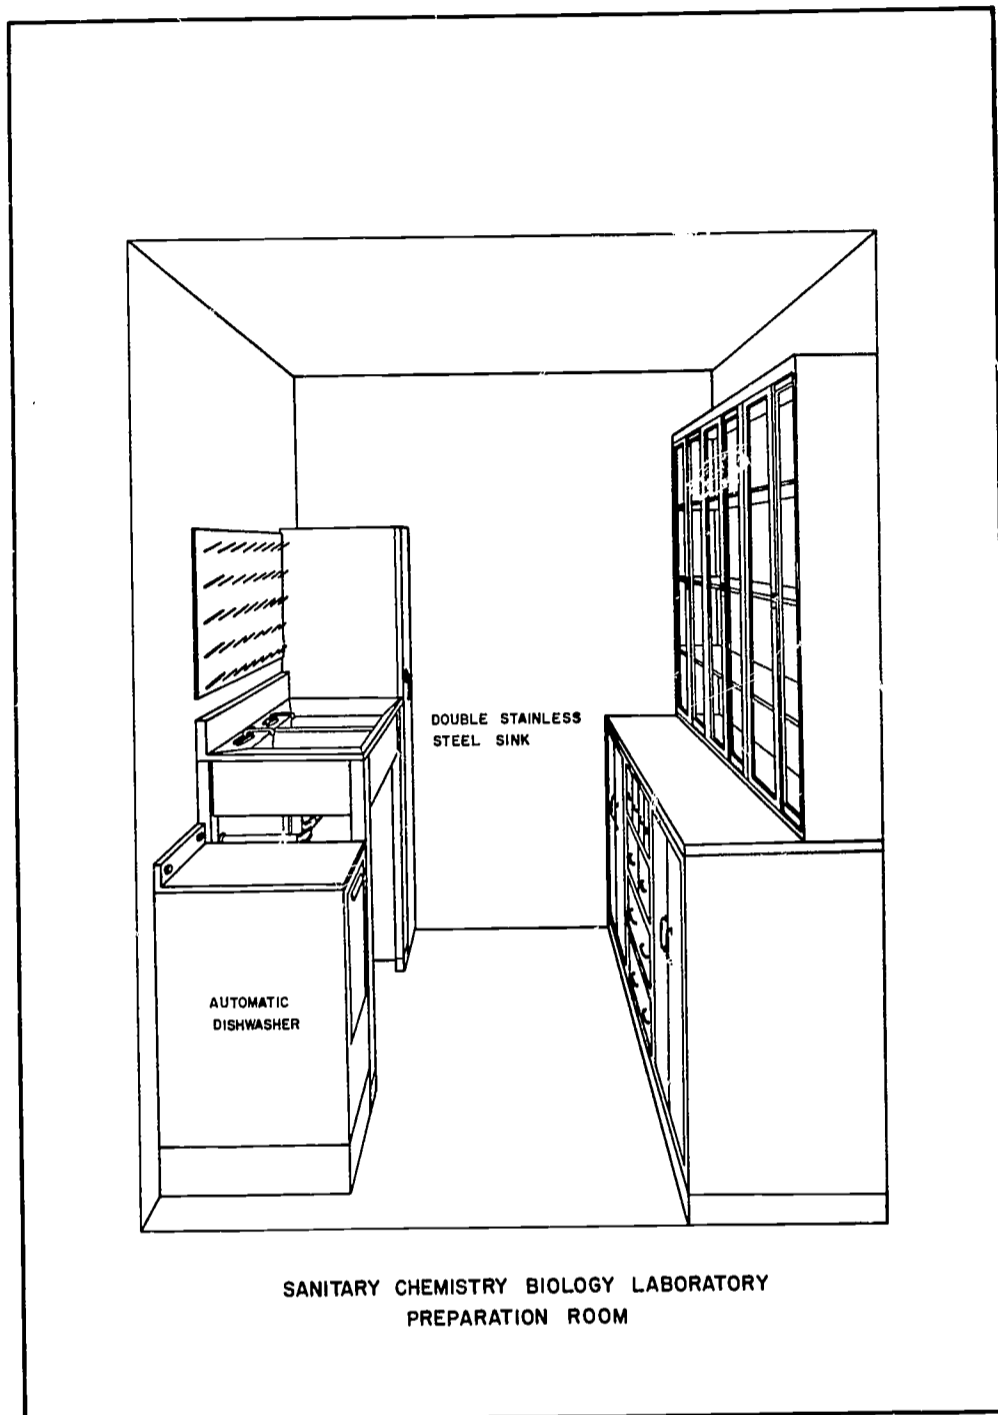 DOUBLE STAINLESS
STEEL SINK
AUTOMATIC
DISHWASHER
SANITARY CHEMISTRY BIOLOGY LABORATORY
PREPARATION ROOM